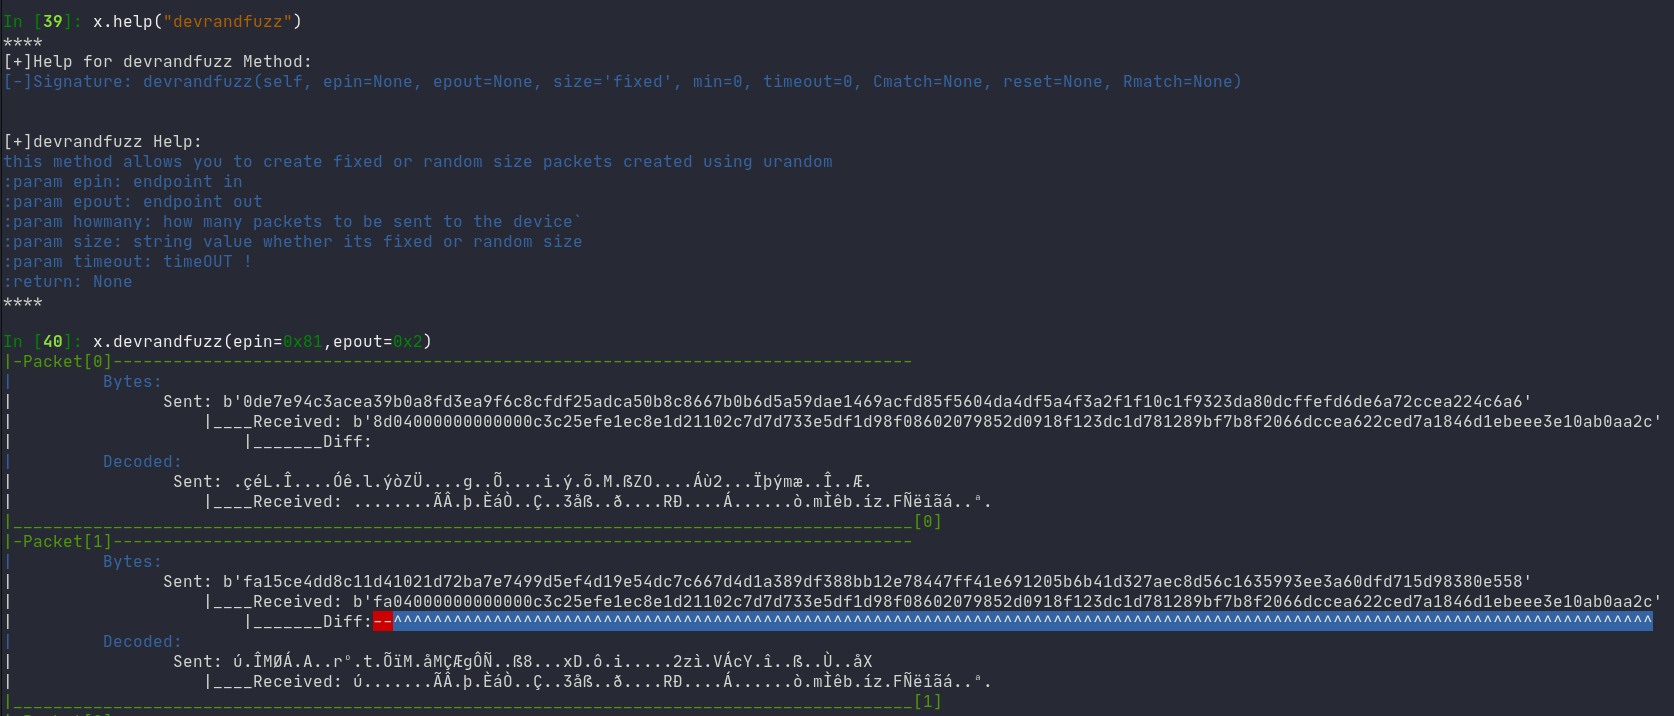 In [39]: x.help("devrandfuzz")
****
[+]Help for devrandfuzz Method:
[-]Signature: devrandfuzz(self, epin=None, epout=None, size='fixed', min=0, timeout=0, Cmatch=None, reset=None, Rmatch=None)
[+]devrandfuzz Help:
this method allows you to create fixed or random size packets created using urandom
:param epin: endpoint in
:param epout: endpoint out
:param howmany: how many packets to be sent to the device`
:param size: string value whether its fixed or random size
:param timeout: timeOUT !
:return: None
****
In [40]: x.devrandfuzz(epin=0x81,epout=0x2)
|-Packet[0]--------------------------------------------------------------------------------
| Bytes:
| Sent: b'0de7e94c3acea39b0a8fd3ea9f6c8cfdf25adca50b8c8667b0b6d5a59dae1469acfd85f5604da4df5a4f3a2f1f10c1f9323da80dcffefd6de6a72ccea224c6a6'
| |____Received: b'8d04000000000000c3c25efe1ec8e1d21102c7d7d733e5df1d98f08602079852d0918f123dc1d781289bf7b8f2066dccea622ced7a1846d1ebeee3e10ab0aa2c'
| |_______Diff:
| Decoded:
| Sent: .çéL.Î....Óê.l.ýòZÜ....g..Õ....i.ý.õ.M.ßZO....Áù2...Ïþýmæ..Î..Æ.
| |____Received: ........ÃÂ.þ.ÈáÒ..Ç..3åß..ð....RÐ....Á......ò.mÌêb.íz.FÑëîãá..ª.
|__________________________________________________________________________________________[0]
|-Packet[1]--------------------------------------------------------------------------------
| Bytes:
| Sent: b'fa15ce4dd8c11d41021d72ba7e7499d5ef4d19e54dc7c667d4d1a389df388bb12e78447ff41e691205b6b41d327aec8d56c1635993ee3a60dfd715d98380e558'
| |____Received: b'fa04000000000000c3c25efe1ec8e1d21102c7d7d733e5df1d98f08602079852d0918f123dc1d781289bf7b8f2066dccea622ced7a1846d1ebeee3e10ab0aa2c'
| |_______Diff:--^^^^^^^^^^^^^^^^^^^^^^^^^^^^^^^^^^^^^^^^^^^^^^^^^^^^^^^^^^^^^^^^^^^^^^^^^^^^^^^^^^^^^^^^^^^^^^^^^^^^^^^^^^^^^^^^^^^^^^^^^^^^^^^^^^
| Decoded:
| Sent: ú.ÎMØÁ.A..rº.t.ÕïM.åMÇÆgÔÑ..ß8...xD.ô.i.....2zì.VÁcY.î..ß..Ù..åX
| |____Received: ú.......ÃÂ.þ.ÈáÒ..Ç..3åß..ð....RÐ....Á......ò.mÌêb.íz.FÑëîãá..ª.
|__________________________________________________________________________________________[1]